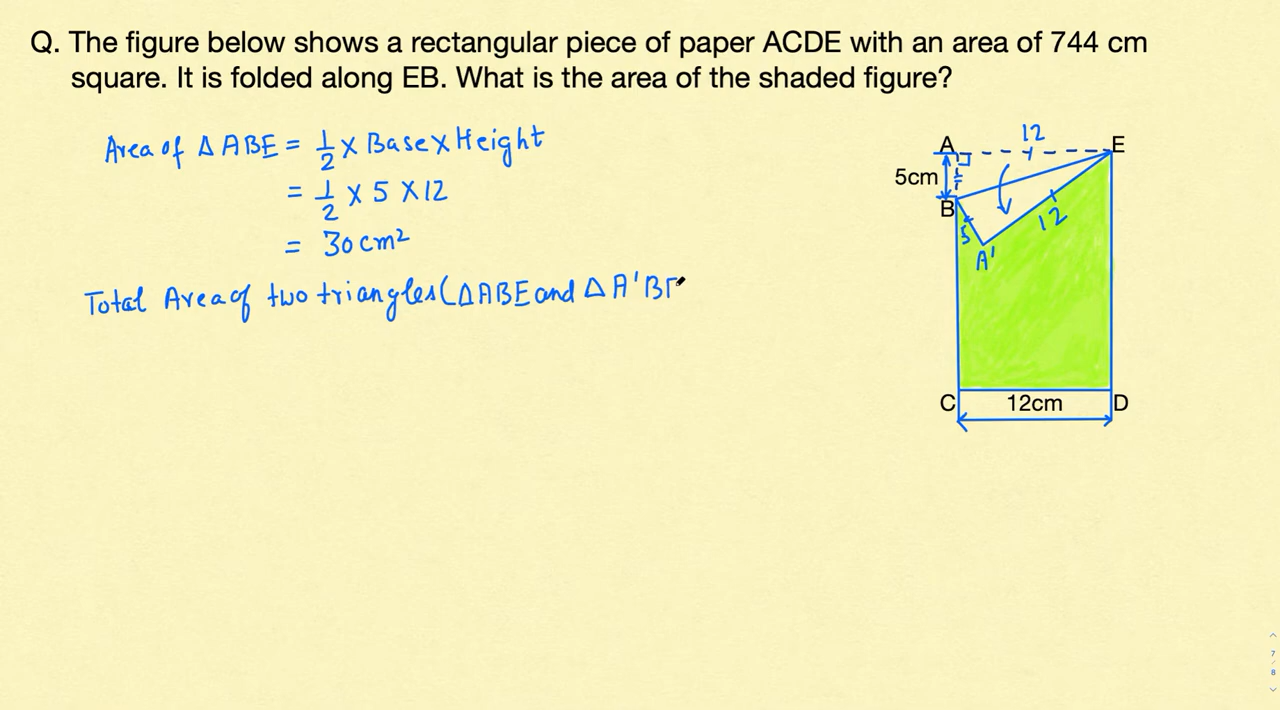 Q. The figure below shows a rectangular piece of paper ACDE with an area of 744 cm
square. It is folded along EB. What is the area of the shaded figure?
Area of △ ABE = 1/2 × Base × Height
= 1/2 × 5 × 12
= 30 cm²
Total Area of two triangles (△ABE and △ A'B
12
A
E
5cm
B
5
12
A'
C
12cm
D
7
/
8